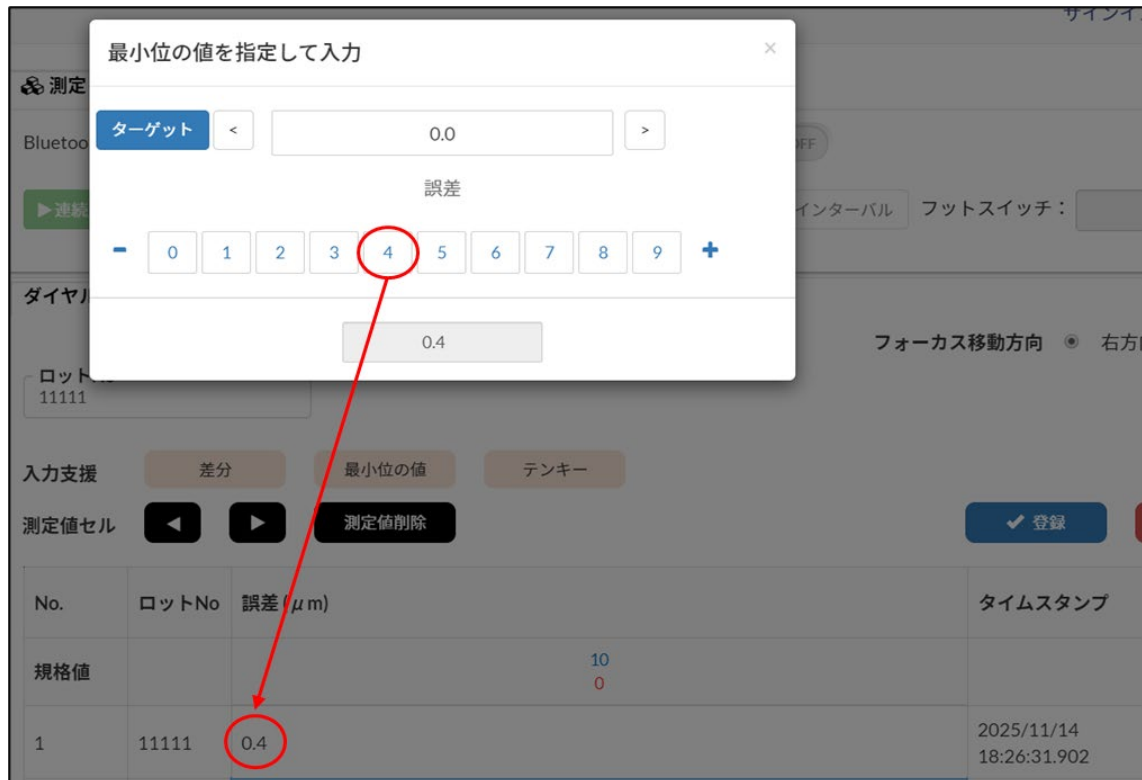 サインイン
最小位の値を指定して入力
×
測定
Bluetoo
ターゲット < 0.0 >
OFF
誤差
▶連続
インターバル フットスイッチ：
- 0 1 2 3 4 5 6 7 8 9 +
ダイヤル
0.4
フォーカス移動方向 右方向
ロットNo
11111
入力支援 差分 最小位の値 テンキー
測定値セル ◀ ▶ 測定値削除 ✔ 登録
No. ロットNo 誤差(μm) タイムスタンプ
規格値 10
0
1 11111 0.4 2025/11/14
18:26:31.902